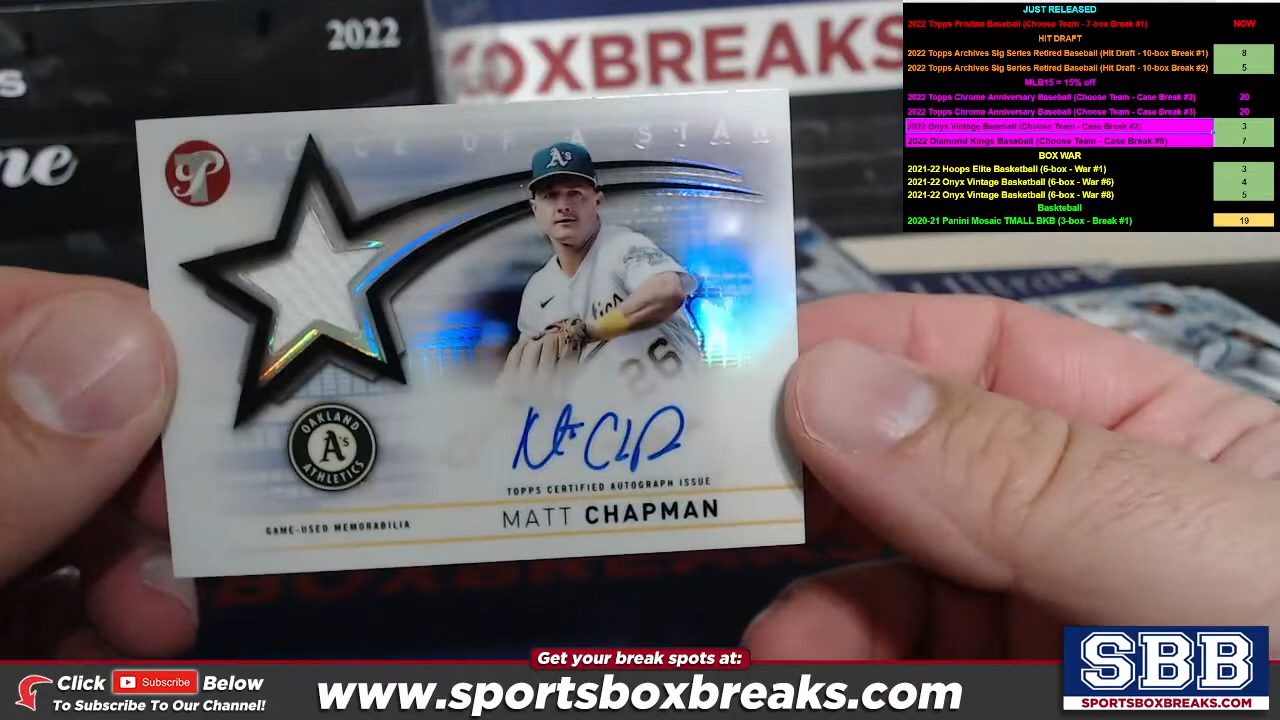 2022
BOXBREAKS
JUST RELEASED
2022 Topps Pristine Baseball (Choose Team - 7-box Break #1) NOW
HIT DRAFT
2022 Topps Archives Sig Series Retired Baseball (Hit Draft - 10-box Break #1) 8
2022 Topps Archives Sig Series Retired Baseball (Hit Draft - 10-box Break #2) 5
MLB15 = 15% off
2022 Topps Chrome Anniversary Baseball (Choose Team - Case Break #2) 20
2022 Topps Chrome Anniversary Baseball (Choose Team - Case Break #3) 20
2022 Onyx Vintage Baseball (Choose Team - Case Break #2) 3
2022 Diamond Kings Baseball (Choose Team - Case Break #8) 7
BOX WAR
2021-22 Hoops Elite Basketball (6-box - War #1) 3
2021-22 Onyx Vintage Basketball (6-box - War #6) 4
2021-22 Onyx Vintage Basketball (6-box - War #8) 5
Baskteball
2020-21 Panini Mosaic TMALL BKB (3-box - Break #1) 19
P
A's
26
OAKLAND
A's
ATHLETICS
TOPPS CERTIFIED AUTOGRAPH ISSUE
GAME-USED MEMORABILIA
MATT CHAPMAN
Get your break spots at:
Click Subscribe Below
To Subscribe To Our Channel!
www.sportsboxbreaks.com
SBB
SPORTSBOXBREAKS.COM